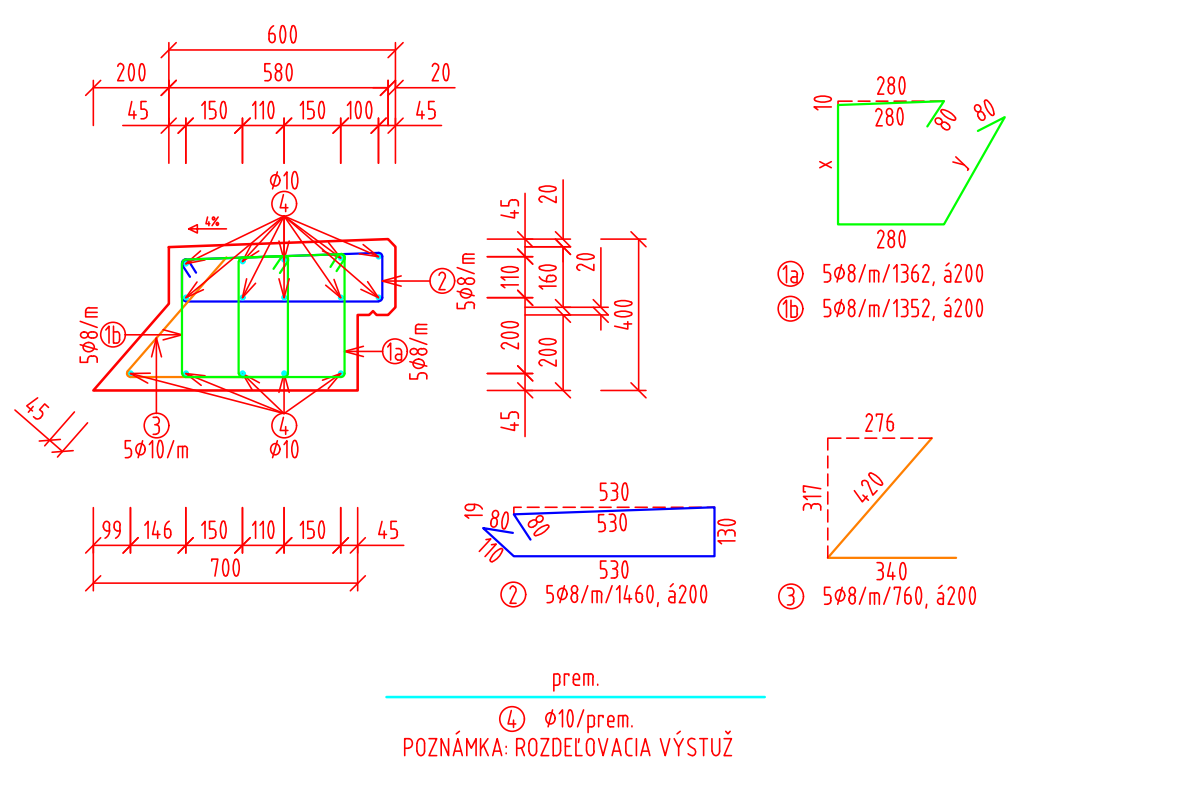 600
200 580 20
45 150 110 150 100 45
ϕ10
4
4%
2
5ϕ8/m
1b
5ϕ8/m
1a
5ϕ8/m
3
5ϕ10/m
4
ϕ10
45
45
110
200
45
20
160
200
20
400
99 146 150 110 150 45
700
280
10
280
80
80
x
y
280
1a 5ϕ8/m/1362, á200
1b 5ϕ8/m/1352, á200
276
317
420
340
3 5ϕ8/m/760, á200
530
19
80
80
530
130
110
530
2 5ϕ8/m/1460, á200
prem.
4 ϕ10/prem.
POZNÁMKA: ROZDEĽOVACIA VÝSTUŽ